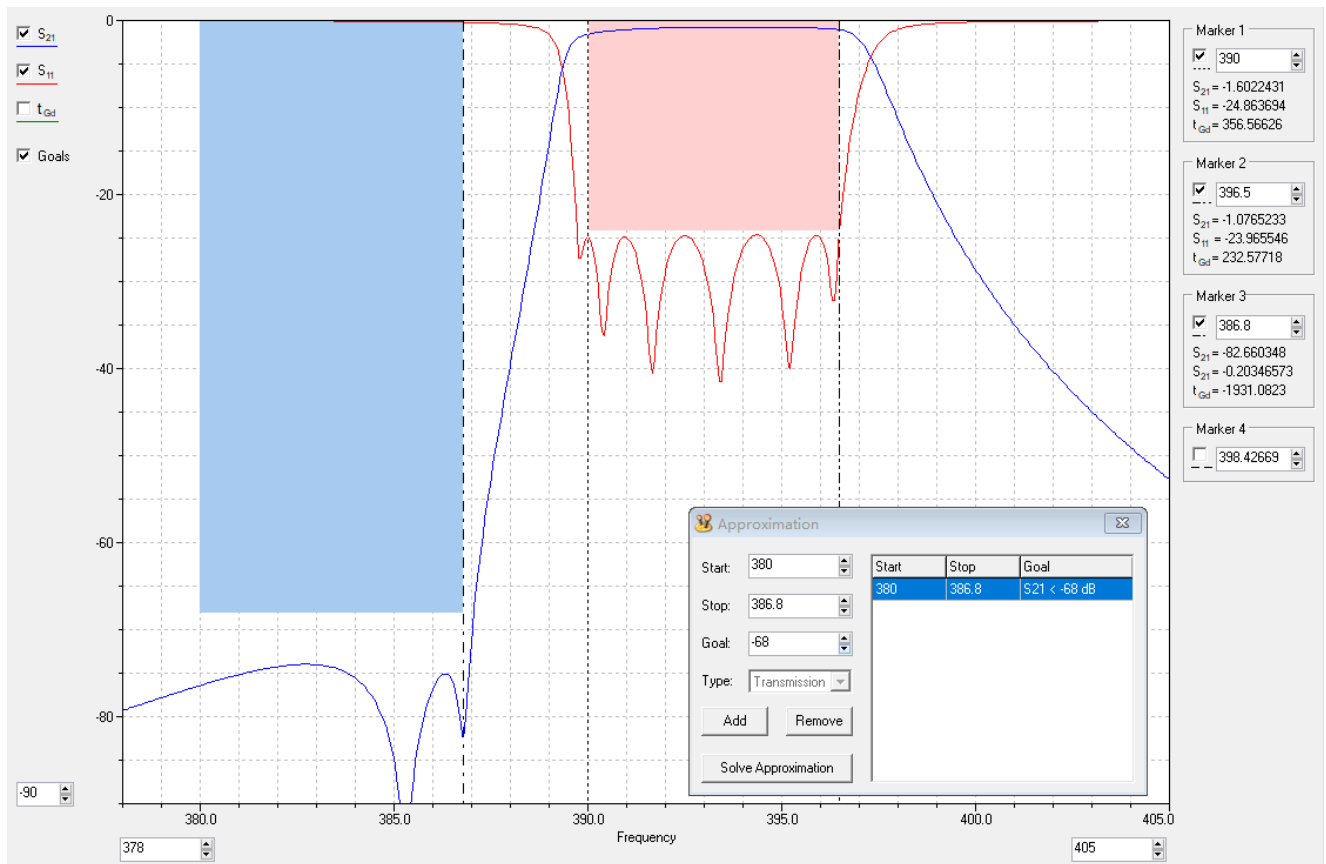 S21
S11
tGd
Goals
0
-20
-40
-60
-80
-90
380.0
385.0
390.0
395.0
400.0
405.0
Frequency
378
405
Marker 1
390
S21= -1.6022431
S11= -24.863694
tGd= 356.56626
Marker 2
396.5
S21= -1.0765233
S11= -23.965546
tGd= 232.57718
Marker 3
386.8
S21= -82.660348
S21= -0.20346573
tGd= -1931.0823
Marker 4
398.42669
Approximation
Start: 380
Stop: 386.8
Goal: -68
Type: Transmission
Add Remove
Solve Approximation
Start Stop Goal
380 386.8 S21 < -68 dB